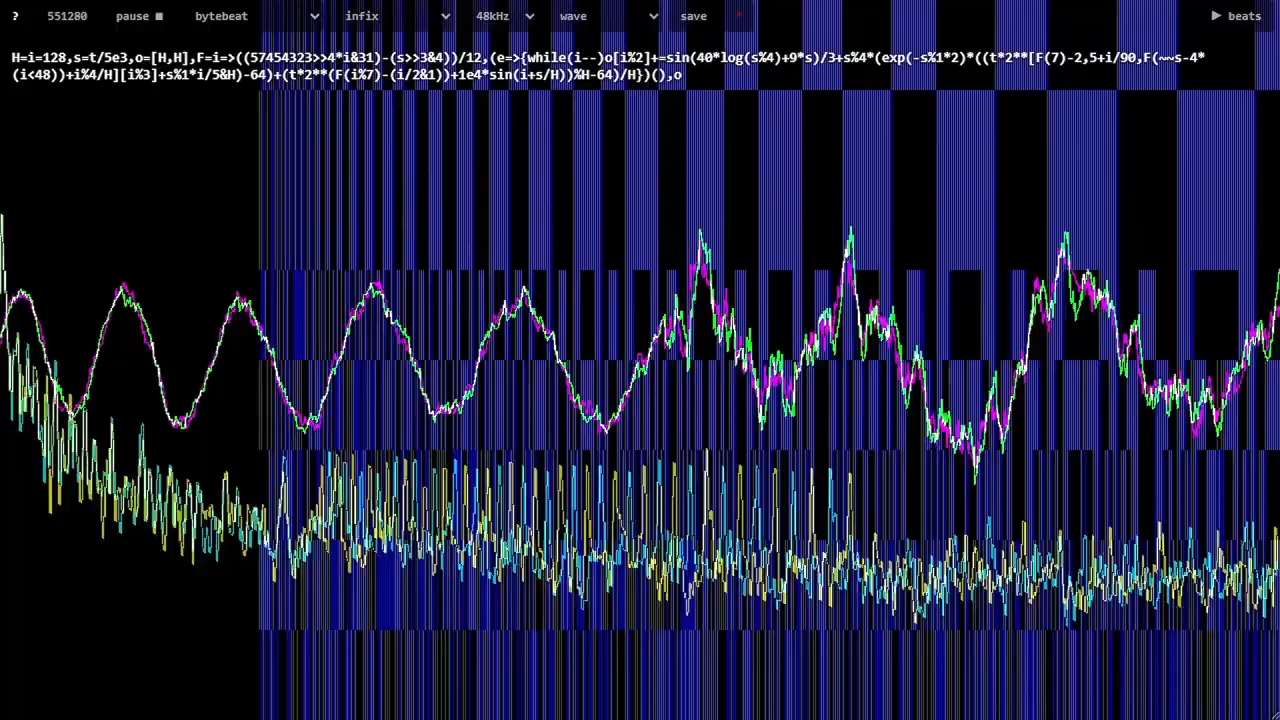 ? 551280 pause bytebeat infix 48kHz wave save * beats
H=i=128,s=t/5e3,o=[H,H],F=i=>((57454323>>4*i&31)-(s>>3&4))/12,(e=>{while(i--)o[i%2]+=sin(40*log(s%4)+9*s)/3+s%4*(exp(-s%1*2)*((t*2**[F(7)-2,5+i/90,F(~~s-4*
(i<48))+i%4/H][i%3]+s%1*i/5&H)-64)+(t*2**(F(i%7)-(i/2&1))+1e4*sin(i+s/H))%H-64)/H})(),o